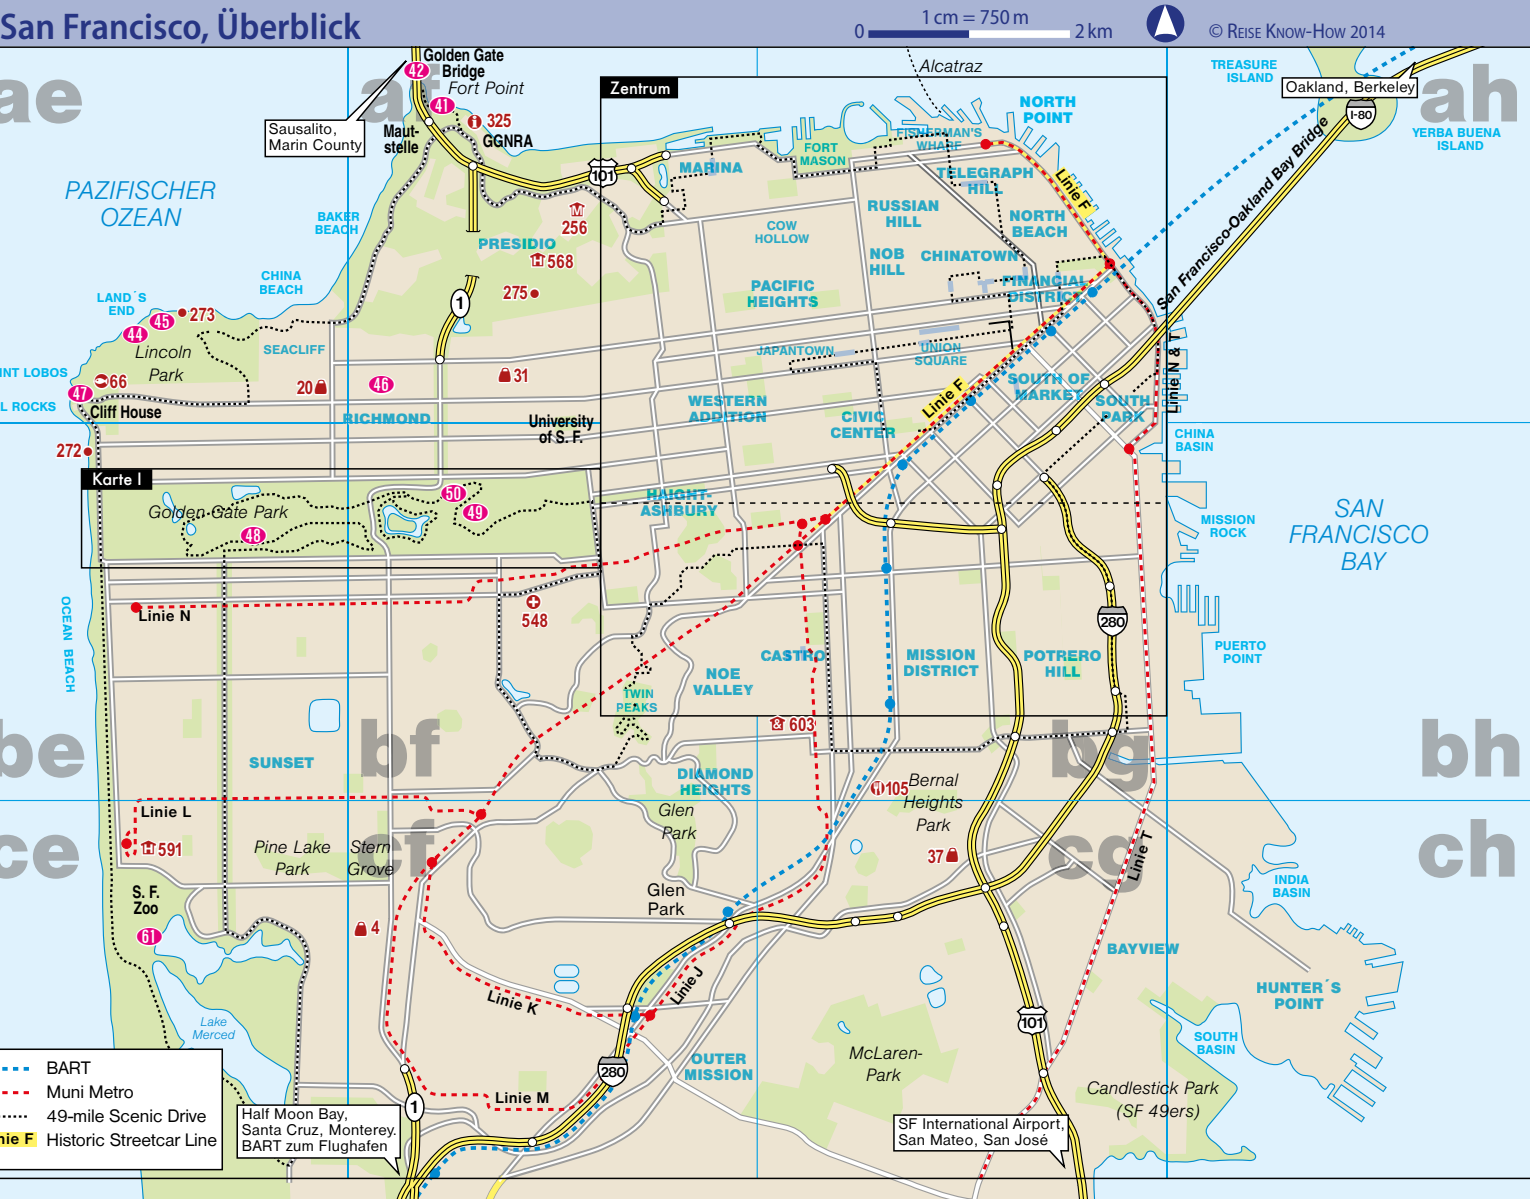 San Francisco, Überblick
1 cm = 750 m
0
2 km
© REISE KNOW-HOW 2014
ae
af
ah
be
bf
bg
bh
ce
cf
cg
ch
Golden Gate
Bridge
42
Fort Point
41
325
GGNRA
Maut-
stelle
Sausalito,
Marin County
Zentrum
Alcatraz
NORTH
POINT
TREASURE
ISLAND
Oakland, Berkeley
I-80
YERBA BUENA
ISLAND
San Francisco-Oakland Bay Bridge
PAZIFISCHER
OZEAN
BAKER
BEACH
CHINA
BEACH
LAND´S
END
101
MARINA
FORT
MASON
FISHERMAN'S
WHARF
TELEGRAPH
HILL
Linie F
RUSSIAN
HILL
NORTH
BEACH
M
256
PRESIDIO
568
275
1
COW
HOLLOW
NOB
HILL
CHINATOWN
PACIFIC
HEIGHTS
FINANCIAL
DISTRICT
273
45
44
Lincoln
Park
SEACLIFF
NT LOBOS
66
47
L ROCKS
Cliff House
20
46
31
RICHMOND
University
of S. F.
JAPANTOWN
UNION
SQUARE
WESTERN
ADDITION
CIVIC
CENTER
Linie F
SOUTH OF
MARKET
SOUTH
PARK
Linie N & T
CHINA
BASIN
272
Karte I
50
49
Golden Gate Park
48
HAIGHT-
ASHBURY
MISSION
ROCK
SAN
FRANCISCO
BAY
OCEAN BEACH
Linie N
548
280
PUERTO
POINT
CASTRO
NOE
VALLEY
MISSION
DISTRICT
POTRERO
HILL
TWIN
PEAKS
603
SUNSET
DIAMOND
HEIGHTS
105
Bernal
Heights
Park
Glen
Park
Linie L
591
Pine Lake
Park
Stern
Grove
37
Linie T
INDIA
BASIN
S. F.
Zoo
61
4
Glen
Park
BAYVIEW
HUNTER´S
POINT
Linie K
Linie J
Lake
Merced
101
SOUTH
BASIN
OUTER
MISSION
McLaren-
Park
280
Candlestick Park
(SF 49ers)
Linie M
1
BART
Muni Metro
49-mile Scenic Drive
nie F
Historic Streetcar Line
Half Moon Bay,
Santa Cruz, Monterey.
BART zum Flughafen
SF International Airport,
San Mateo, San José